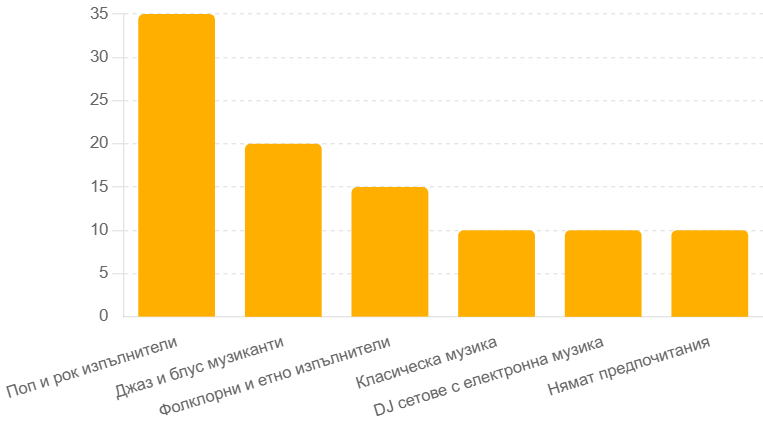 35
30
25
20
15
10
5
0
Поп и рок изпълнители
Джаз и блус музиканти
Фолклорни и етно изпълнители
Класическа музика
DJ сетове с електронна музика
Нямат предпочитания